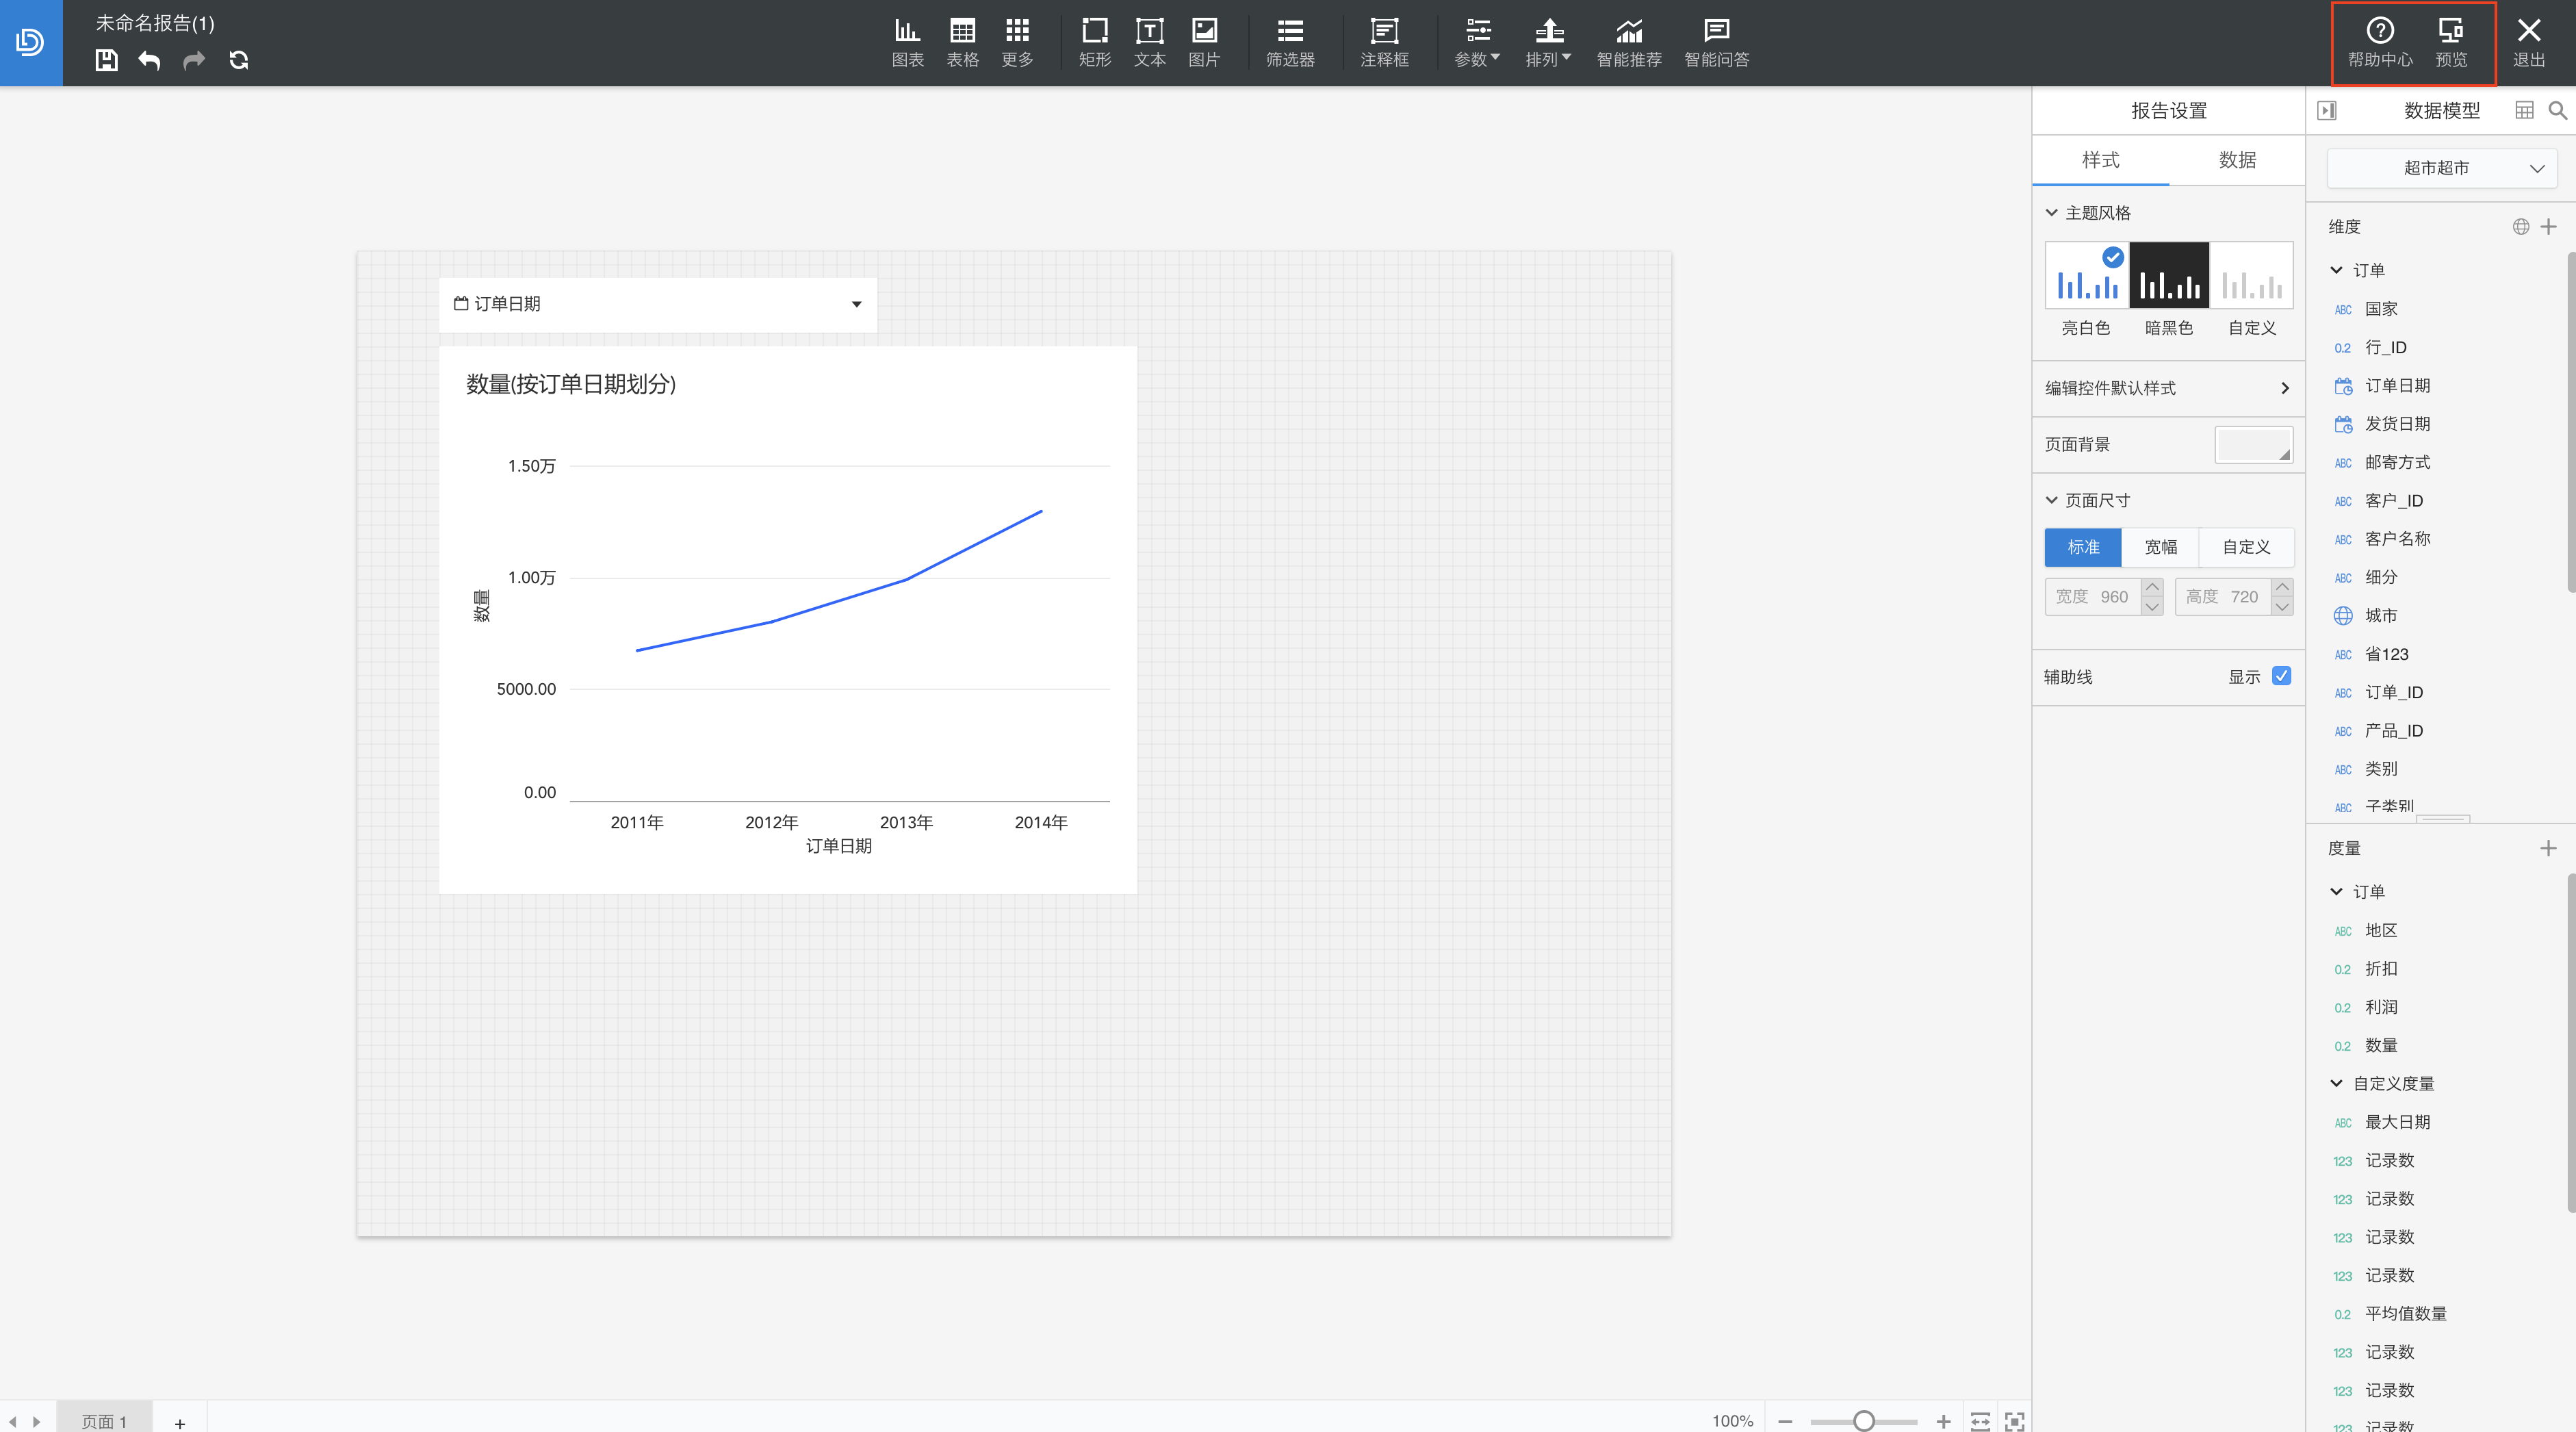 未命名报告(1)
图表
表格
更多
矩形
文本
图片
筛选器
注释框
参数
排列
智能推荐
智能问答
帮助中心
预览
退出
订单日期
数量(按订单日期划分)
1.50万
1.00万
5000.00
0.00
数量
2011年
2012年
2013年
2014年
订单日期
页面 1
+
100%
报告设置
样式
数据
主题风格
亮白色
暗黑色
自定义
编辑控件默认样式
页面背景
页面尺寸
标准
宽幅
自定义
宽度 960
高度 720
辅助线
显示
数据模型
超市超市
维度
订单
ABC 国家
0.2 行_ID
订单日期
发货日期
ABC 邮寄方式
ABC 客户_ID
ABC 客户名称
ABC 细分
城市
ABC 省123
ABC 订单_ID
ABC 产品_ID
ABC 类别
ABC 子类别
度量
订单
ABC 地区
0.2 折扣
0.2 利润
0.2 数量
自定义度量
ABC 最大日期
123 记录数
123 记录数
123 记录数
123 记录数
0.2 平均值数量
123 记录数
123 记录数
123 记录数